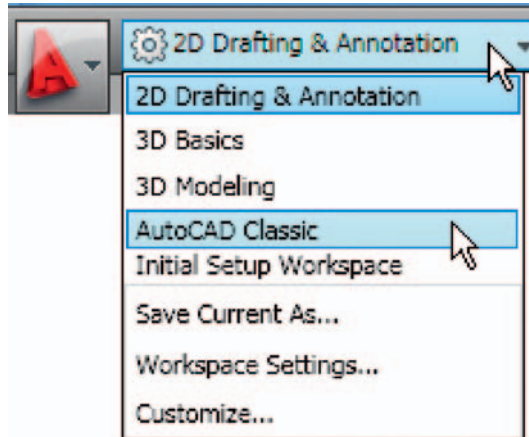 2D Drafting & Annotation
2D Drafting & Annotation
3D Basics
3D Modeling
AutoCAD Classic
Initial Setup Workspace
Save Current As...
Workspace Settings...
Customize...